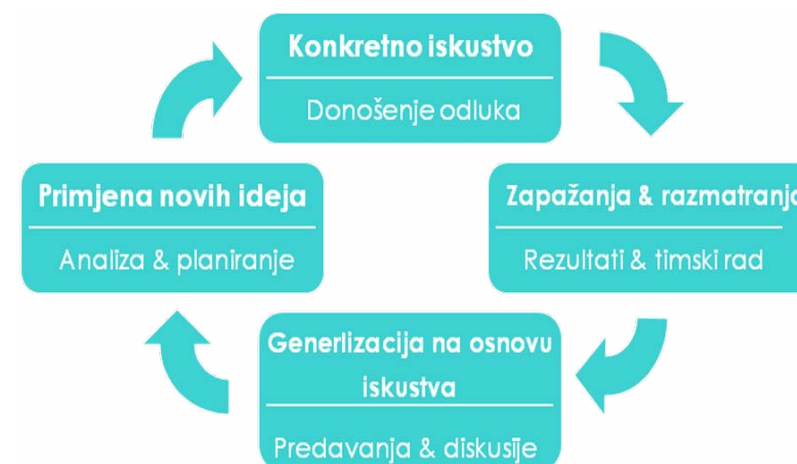 Konkretno iskustvo
Donošenje odluka
Primjena novih ideja
Analiza & planiranje
Zapažanja & razmatranja
Rezultati & timski rad
Generlizacija na osnovu
iskustva
Predavanja & diskusije